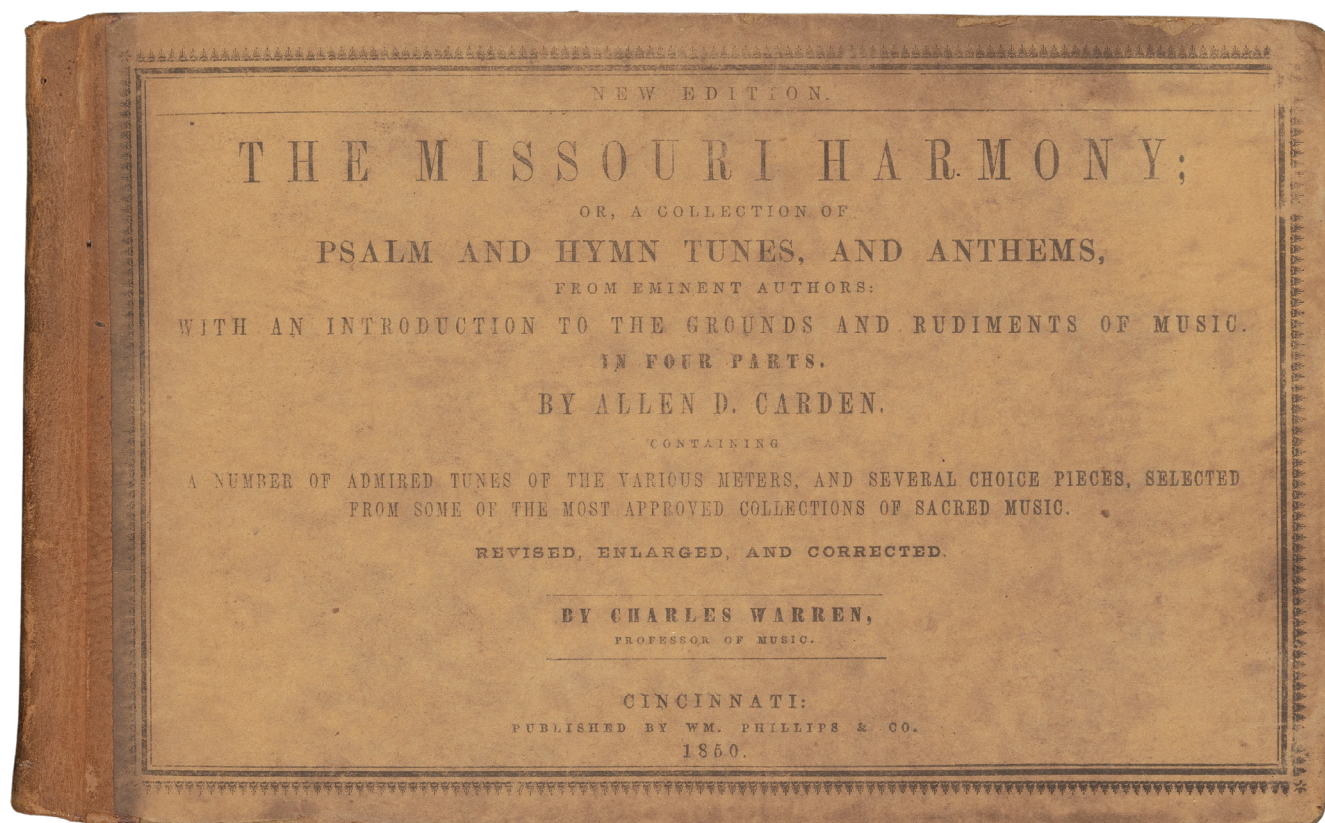 NEW EDITION.
THE MISSOURI HARMONY;
OR, A COLLECTION OF
PSALM AND HYMN TUNES, AND ANTHEMS,
FROM EMINENT AUTHORS:
WITH AN INTRODUCTION TO THE GROUNDS AND RUDIMENTS OF MUSIC.
IN FOUR PARTS.
BY ALLEN D. CARDEN.
CONTAINING
A NUMBER OF ADMIRED TUNES OF THE VARIOUS METERS, AND SEVERAL CHOICE PIECES, SELECTED
FROM SOME OF THE MOST APPROVED COLLECTIONS OF SACRED MUSIC.
REVISED, ENLARGED, AND CORRECTED.
BY CHARLES WARREN,
PROFESSOR OF MUSIC.
CINCINNATI:
PUBLISHED BY WM. PHILLIPS & CO.
1850.